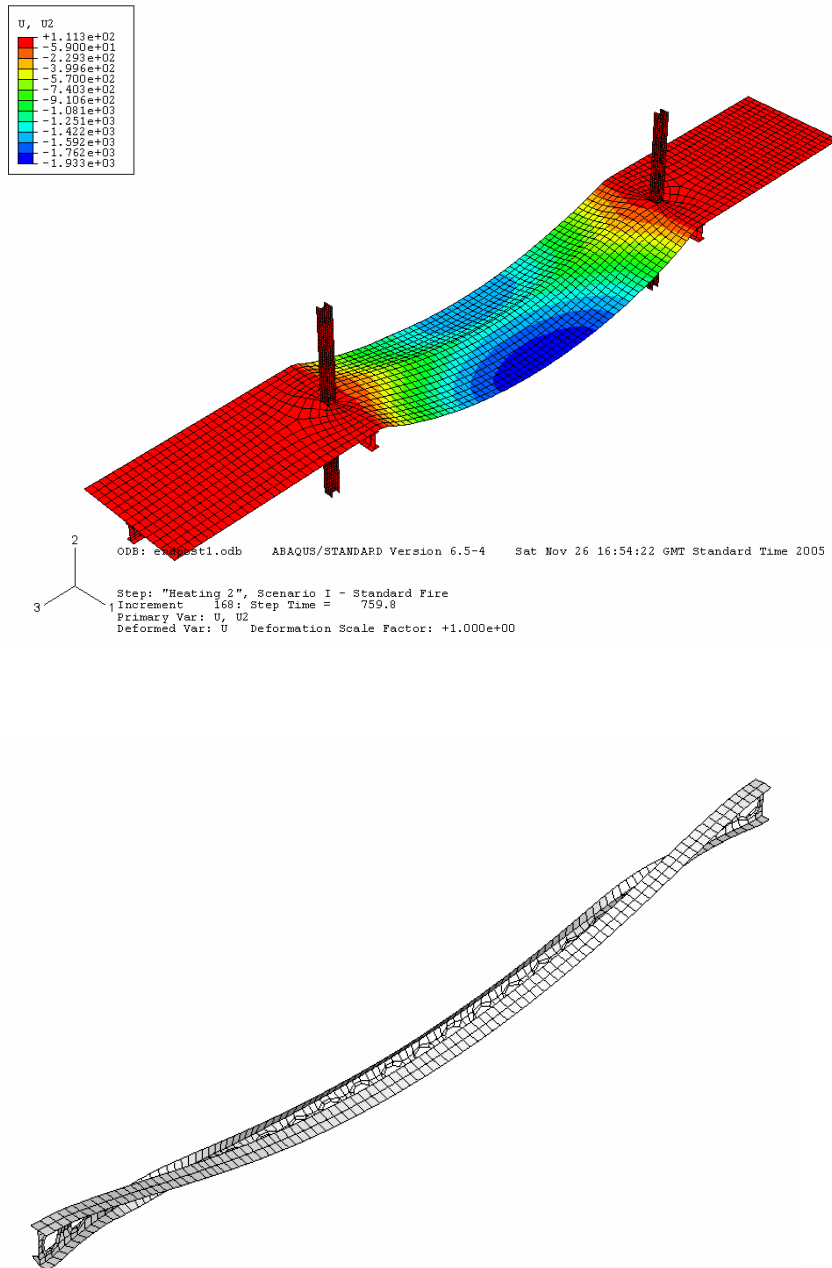 U, U2
+1.113e+02
-5.900e+01
-2.293e+02
-3.996e+02
-5.700e+02
-7.403e+02
-9.106e+02
-1.081e+03
-1.251e+03
-1.422e+03
-1.592e+03
-1.762e+03
-1.933e+03
2
3
1
ODB: ABAQUS/STANDARD Version 6.5-4 Sat Nov 26 16:54:22 GMT Standard Time 2005
Step: "Heating 2", Scenario I - Standard Fire
Increment 168: Step Time = 759.8
Primary Var: U, U2
Deformed Var: U Deformation Scale Factor: +1.000e+00